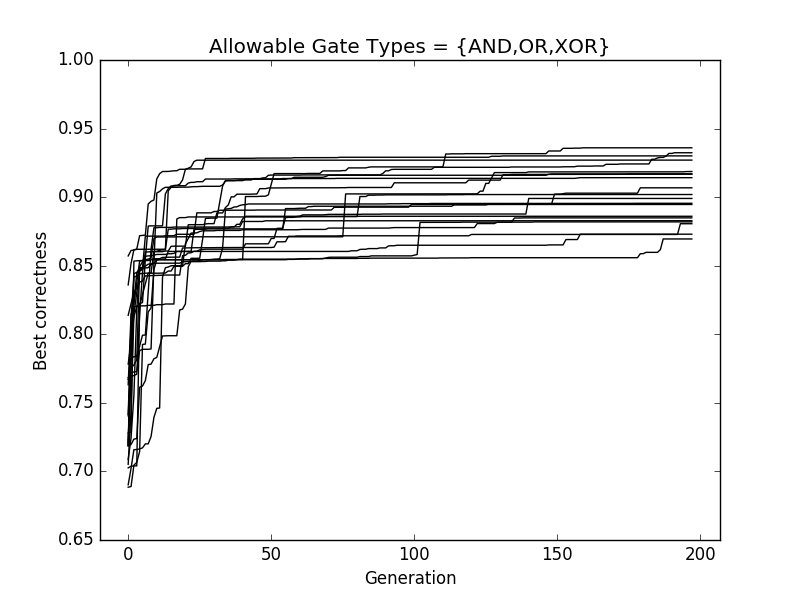 Allowable Gate Types = {AND,OR,XOR}
1.00
0.95
0.90
0.85
0.80
0.75
0.70
0.65
Best correctness
0 50 100 150 200
Generation